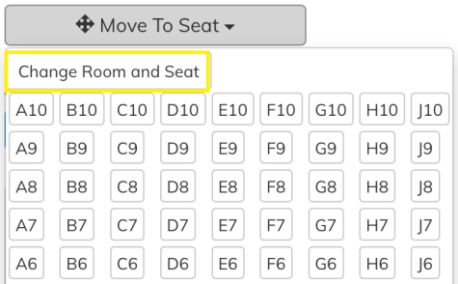 Move To Seat
Change Room and Seat
A10 B10 C10 D10 E10 F10 G10 H10 J10
A9 B9 C9 D9 E9 F9 G9 H9 J9
A8 B8 C8 D8 E8 F8 G8 H8 J8
A7 B7 C7 D7 E7 F7 G7 H7 J7
A6 B6 C6 D6 E6 F6 G6 H6 J6